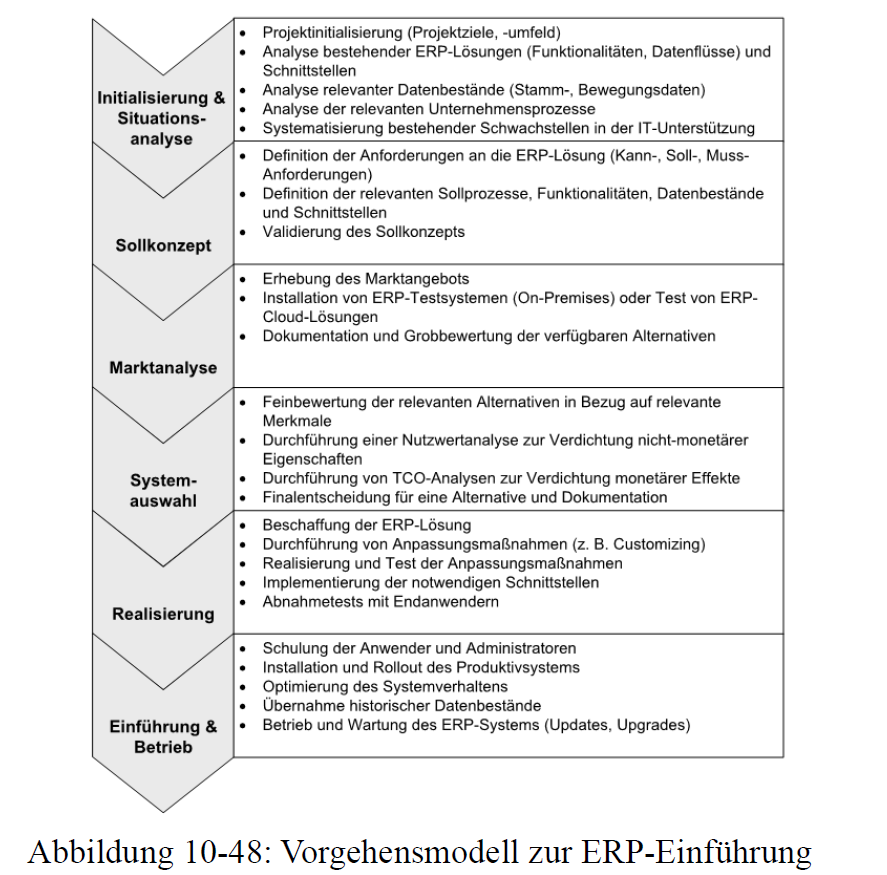 Initialisierung &
Situations-
analyse
• Projektinitialisierung (Projektziele, -umfeld)
• Analyse bestehender ERP-Lösungen (Funktionalitäten, Datenflüsse) und
Schnittstellen
• Analyse relevanter Datenbestände (Stamm-, Bewegungsdaten)
• Analyse der relevanten Unternehmensprozesse
• Systematisierung bestehender Schwachstellen in der IT-Unterstützung
Sollkonzept
• Definition der Anforderungen an die ERP-Lösung (Kann-, Soll-, Muss-
Anforderungen)
• Definition der relevanten Sollprozesse, Funktionalitäten, Datenbestände
und Schnittstellen
• Validierung des Sollkonzepts
Marktanalyse
• Erhebung des Marktangebots
• Installation von ERP-Testsystemen (On-Premises) oder Test von ERP-
Cloud-Lösungen
• Dokumentation und Grobbewertung der verfügbaren Alternativen
System-
auswahl
• Feinbewertung der relevanten Alternativen in Bezug auf relevante
Merkmale
• Durchführung einer Nutzwertanalyse zur Verdichtung nicht-monetärer
Eigenschaften
• Durchführung von TCO-Analysen zur Verdichtung monetärer Effekte
• Finalentscheidung für eine Alternative und Dokumentation
Realisierung
• Beschaffung der ERP-Lösung
• Durchführung von Anpassungsmaßnahmen (z. B. Customizing)
• Realisierung und Test der Anpassungsmaßnahmen
• Implementierung der notwendigen Schnittstellen
• Abnahmetests mit Endanwendern
Einführung &
Betrieb
• Schulung der Anwender und Administratoren
• Installation und Rollout des Produktivsystems
• Optimierung des Systemverhaltens
• Übernahme historischer Datenbestände
• Betrieb und Wartung des ERP-Systems (Updates, Upgrades)
Abbildung 10-48: Vorgehensmodell zur ERP-Einführung